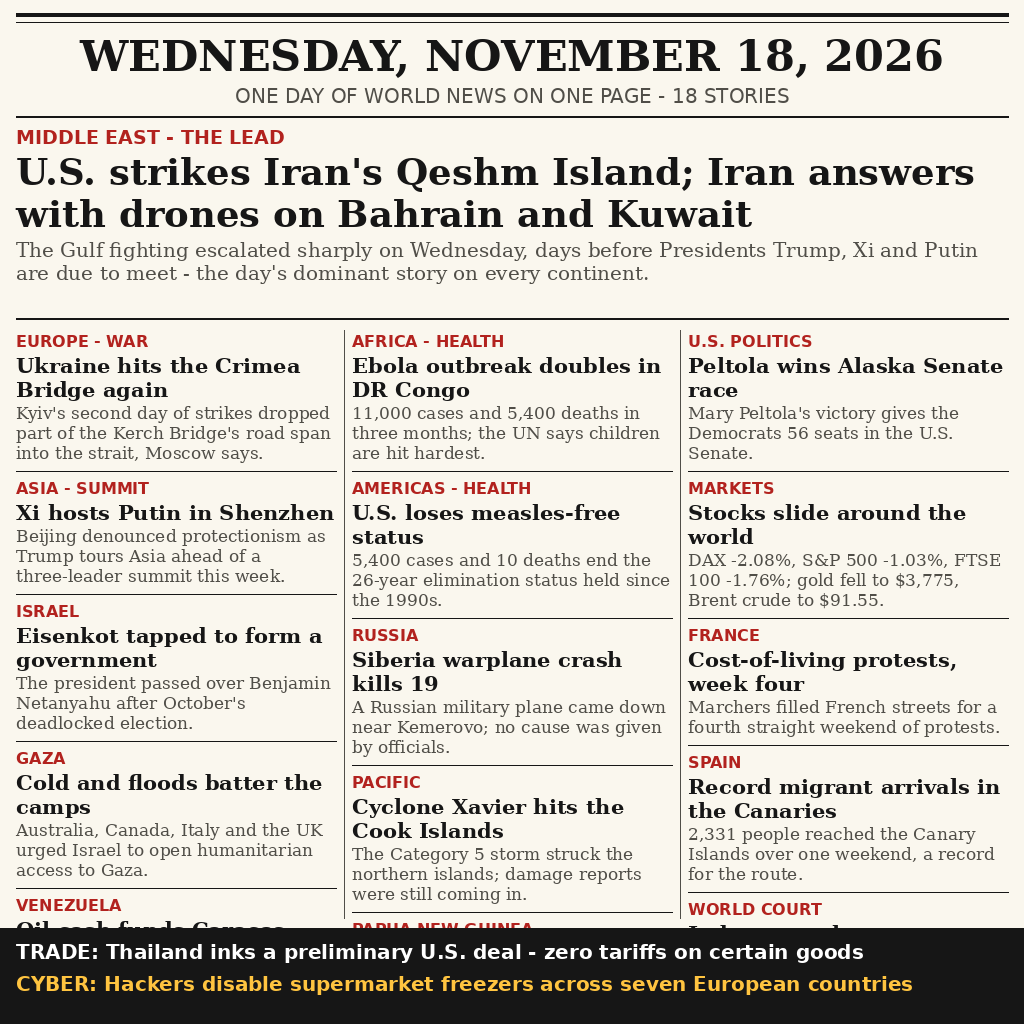 WEDNESDAY, NOVEMBER 18, 2026
ONE DAY OF WORLD NEWS ON ONE PAGE - 18 STORIES
MIDDLE EAST - THE LEAD
U.S. strikes Iran's Qeshm Island; Iran answers
with drones on Bahrain and Kuwait
The Gulf fighting escalated sharply on Wednesday, days before Presidents Trump, Xi and Putin
are due to meet - the day's dominant story on every continent.
EUROPE - WAR
Ukraine hits the Crimea
Bridge again
Kyiv's second day of strikes dropped
part of the Kerch Bridge's road span
into the strait, Moscow says.
ASIA - SUMMIT
Xi hosts Putin in Shenzhen
Beijing denounced protectionism as
Trump tours Asia ahead of a
three-leader summit this week.
ISRAEL
Eisenkot tapped to form a
government
The president passed over Benjamin
Netanyahu after October's
deadlocked election.
GAZA
Cold and floods batter the
camps
Australia, Canada, Italy and the UK
urged Israel to open humanitarian
access to Gaza.
VENEZUELA
AFRICA - HEALTH
Ebola outbreak doubles in
DR Congo
11,000 cases and 5,400 deaths in
three months; the UN says children
are hit hardest.
AMERICAS - HEALTH
U.S. loses measles-free
status
5,400 cases and 10 deaths end the
26-year elimination status held since
the 1990s.
RUSSIA
Siberia warplane crash
kills 19
A Russian military plane came down
near Kemerovo; no cause was given
by officials.
PACIFIC
Cyclone Xavier hits the
Cook Islands
The Category 5 storm struck the
northern islands; damage reports
were still coming in.
PAPUA NEW GUINEA
U.S. POLITICS
Peltola wins Alaska Senate
race
Mary Peltola's victory gives the
Democrats 56 seats in the U.S.
Senate.
MARKETS
Stocks slide around the
world
DAX -2.08%, S&P 500 -1.03%, FTSE
100 -1.76%; gold fell to $3,775,
Brent crude to $91.55.
FRANCE
Cost-of-living protests,
week four
Marchers filled French streets for a
fourth straight weekend of protests.
SPAIN
Record migrant arrivals in
the Canaries
2,331 people reached the Canary
Islands over one weekend, a record
for the route.
WORLD COURT
TRADE: Thailand inks a preliminary U.S. deal - zero tariffs on certain goods
CYBER: Hackers disable supermarket freezers across seven European countries